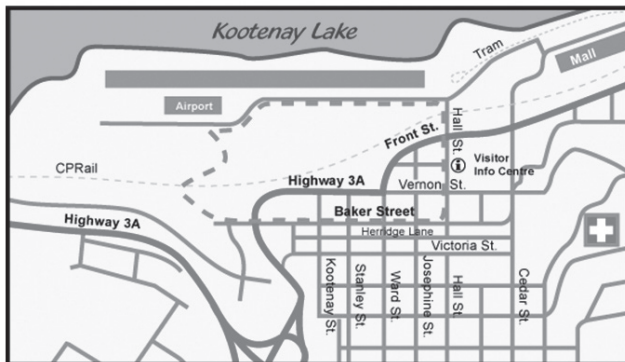 Kootenay Lake
Tram
Mall
Airport
Hall St.
Front St.
Visitor
Info Centre
CPRail
Highway 3A
Vernon St.
Highway 3A
Baker Street
Herridge Lane
Victoria St.
Kootenay St.
Stanley St.
Ward St.
Josephine St.
Hall St.
Cedar St.